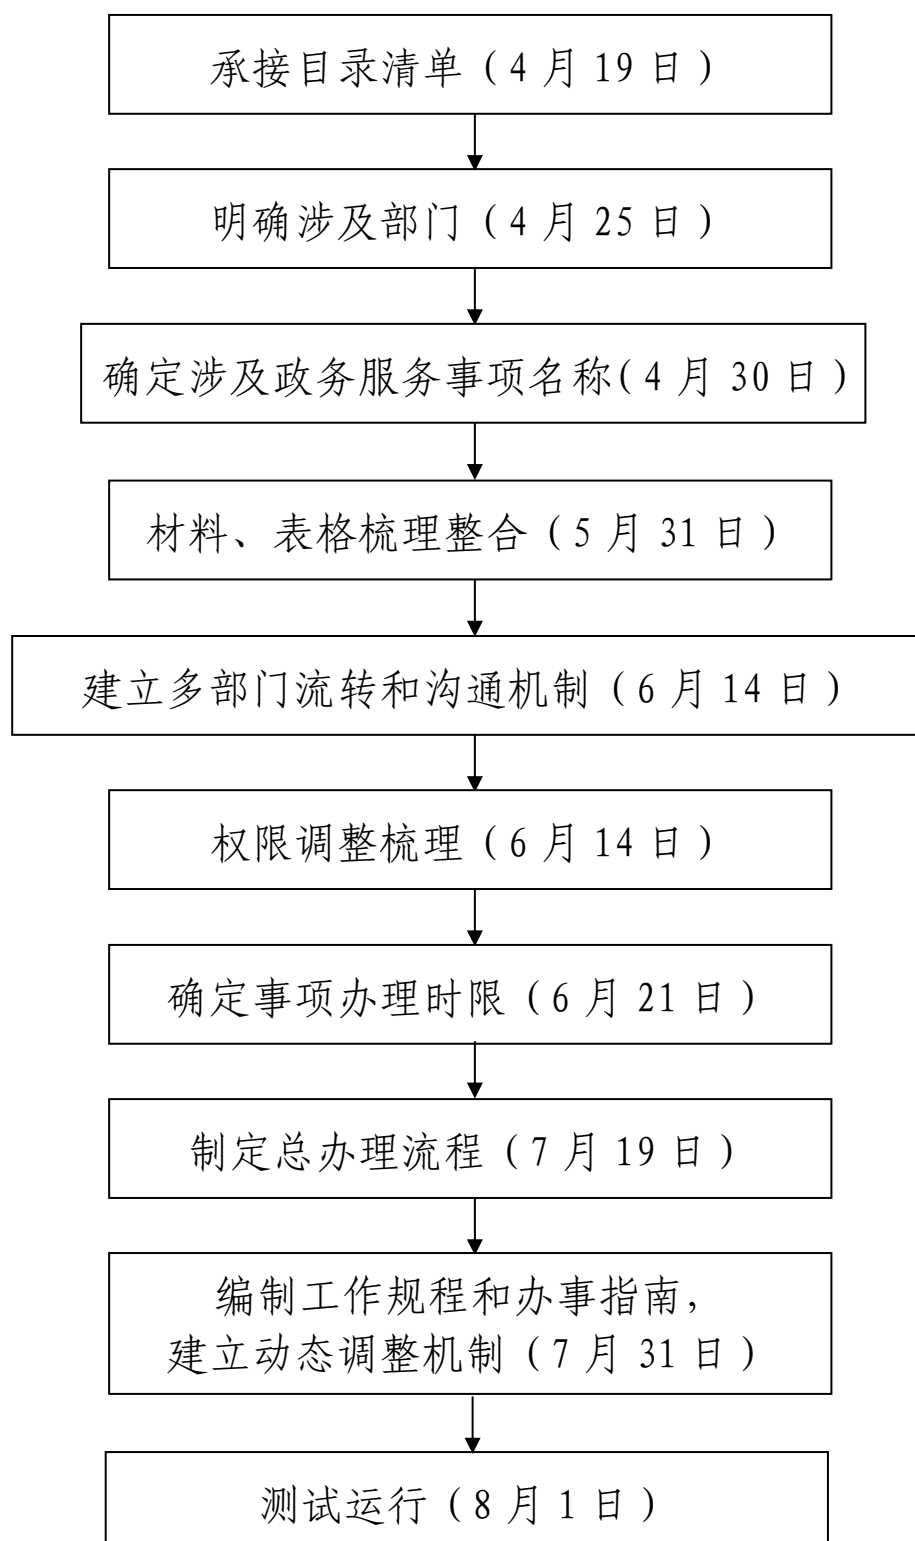 承接目录清单（4月19日）
明确涉及部门（4月25日）
确定涉及政务服务事项名称（4月30日）
材料、表格梳理整合（5月31日）
建立多部门流转和沟通机制（6月14日）
权限调整梳理（6月14日）
确定事项办理时限（6月21日）
制定总办理流程（7月19日）
编制工作规程和办事指南，
建立动态调整机制（7月31日）
测试运行（8月1日）